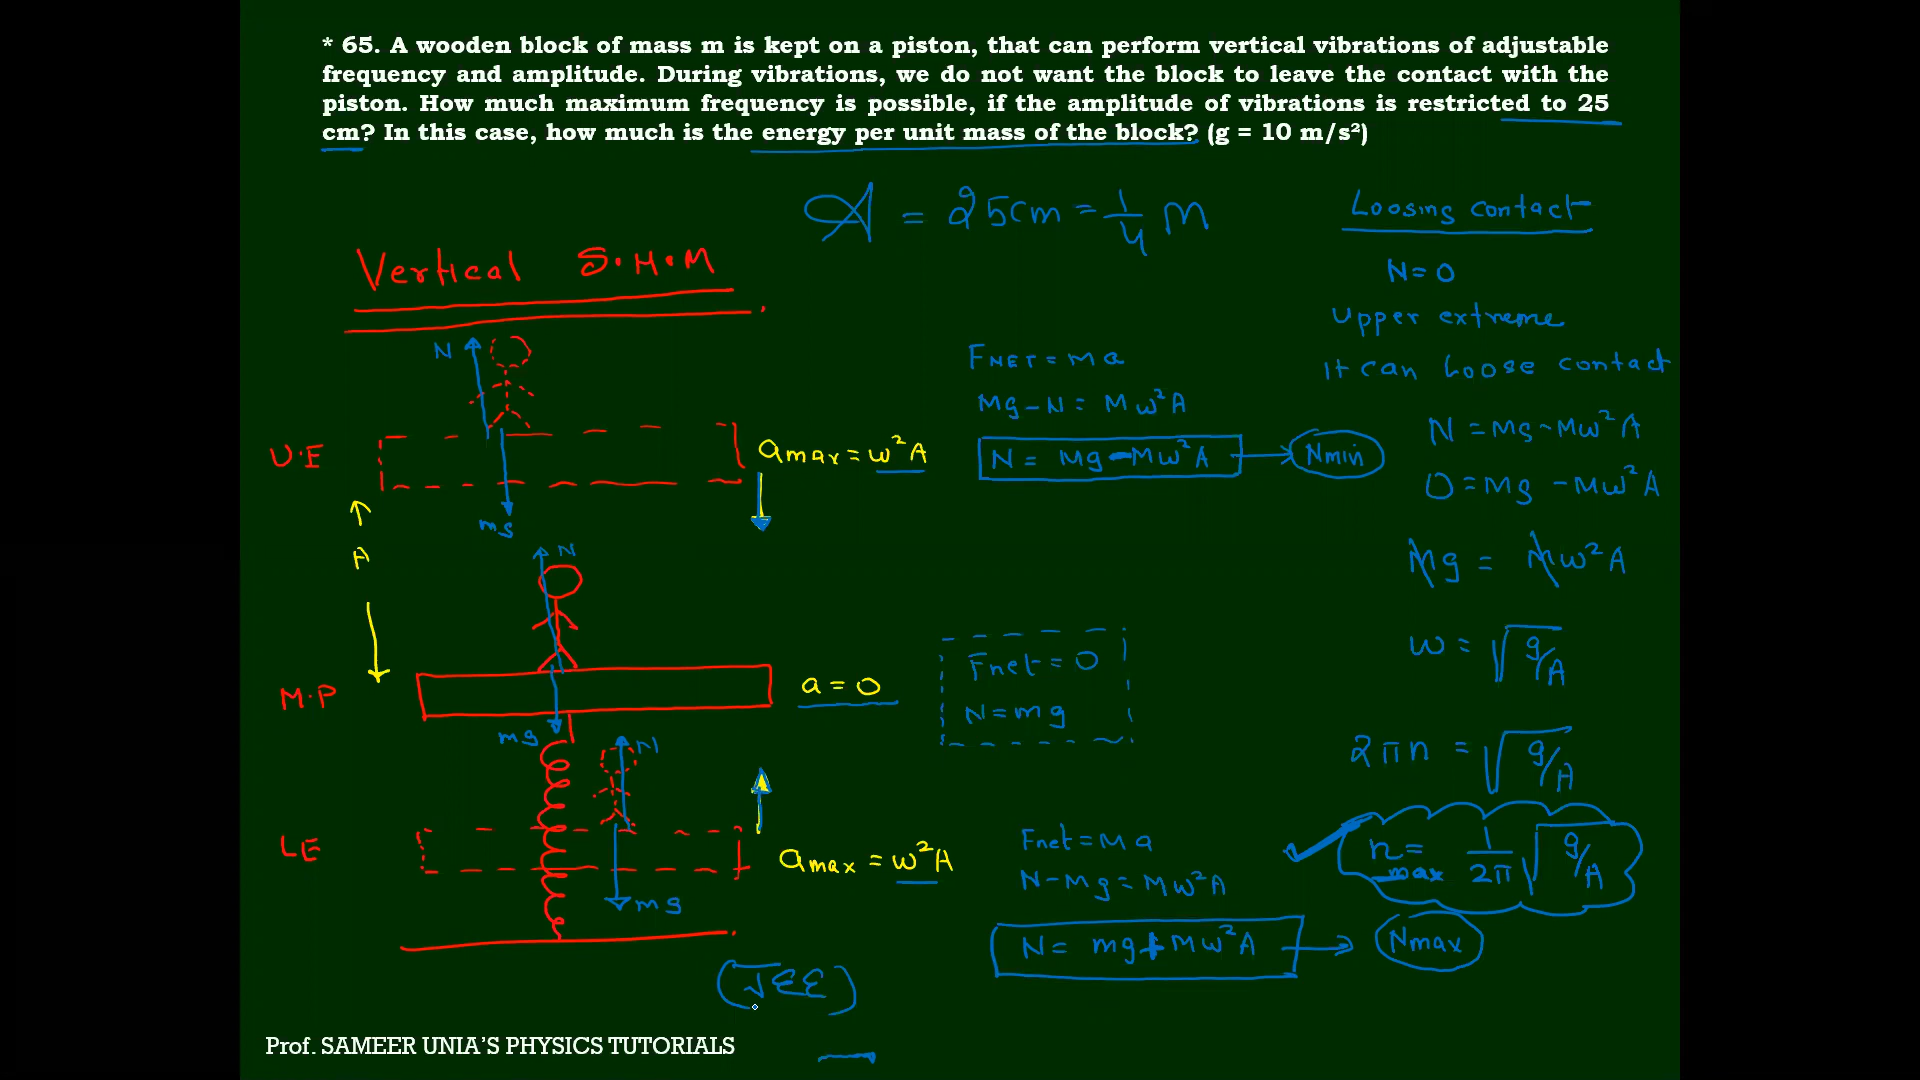 * 65. A wooden block of mass m is kept on a piston, that can perform vertical vibrations of adjustable
frequency and amplitude. During vibrations, we do not want the block to leave the contact with the
piston. How much maximum frequency is possible, if the amplitude of vibrations is restricted to 25
cm? In this case, how much is the energy per unit mass of the block? (g = 10 m/s²)
A = 25cm = 1/4 m
Vertical S.H.M
Loosing contact
N = 0
Upper extreme
It can Loose contact
N
U.E
mg
a max = ω²A
FNET = ma
Mg - N = Mω²A
N = Mg - Mω²A
Nmin
N = Mg - Mω²A
0 = Mg - Mω²A
Mg = Mω²A
ω = √g/A
2πn = √g/A
n max = 1/2π √g/A
A
N
M.P
mg
a = 0
Fnet = 0
N = mg
N
LE
mg
a max = ω²A
Fnet = Ma
N - Mg = Mω²A
N = mg + Mω²A
Nmax
(JEE)
Prof. SAMEER UNIA'S PHYSICS TUTORIALS